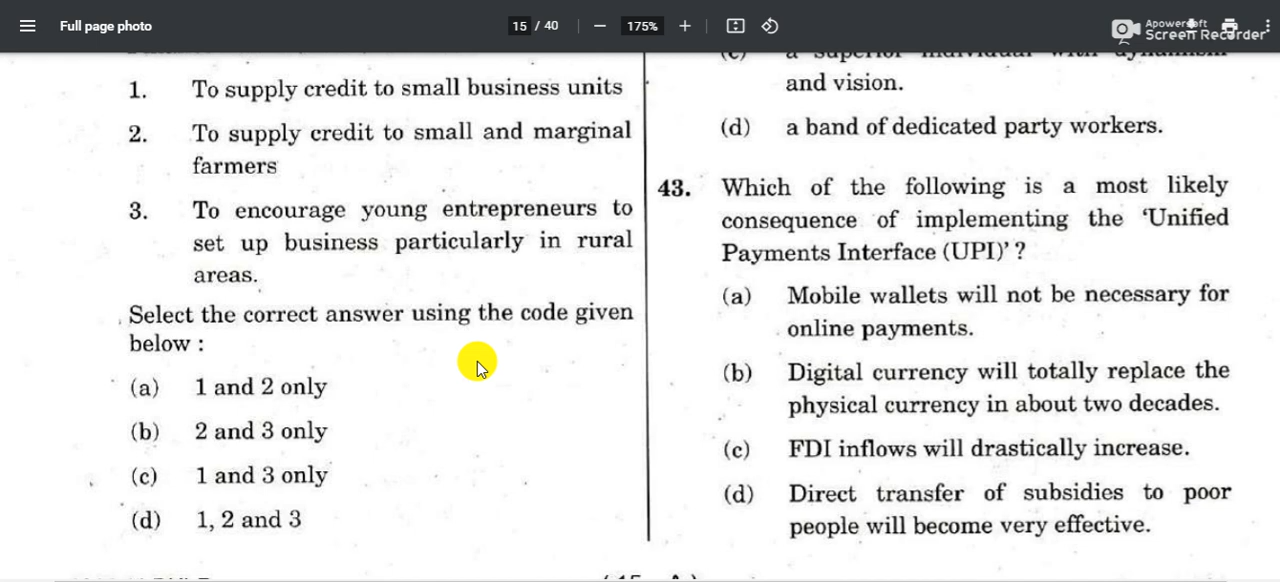 Full page photo
15 / 40
175%
Apowersoft
Screen Recorder
1. To supply credit to small business units
2. To supply credit to small and marginal
farmers
3. To encourage young entrepreneurs to
set up business particularly in rural
areas.
Select the correct answer using the code given
below :
(a) 1 and 2 only
(b) 2 and 3 only
(c) 1 and 3 only
(d) 1, 2 and 3
(c) a superior individual with dynamism
and vision.
(d) a band of dedicated party workers.
43. Which of the following is a most likely
consequence of implementing the ‘Unified
Payments Interface (UPI)’ ?
(a) Mobile wallets will not be necessary for
online payments.
(b) Digital currency will totally replace the
physical currency in about two decades.
(c) FDI inflows will drastically increase.
(d) Direct transfer of subsidies to poor
people will become very effective.